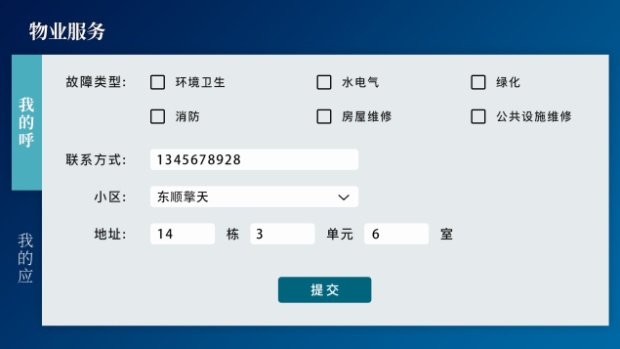 物业服务
我的呼
故障类型: 环境卫生 水电气 绿化
消防 房屋维修 公共设施维修
联系方式: 1345678928
小区: 东顺擎天
地址: 14 栋 3 单元 6 室
我的应
提交